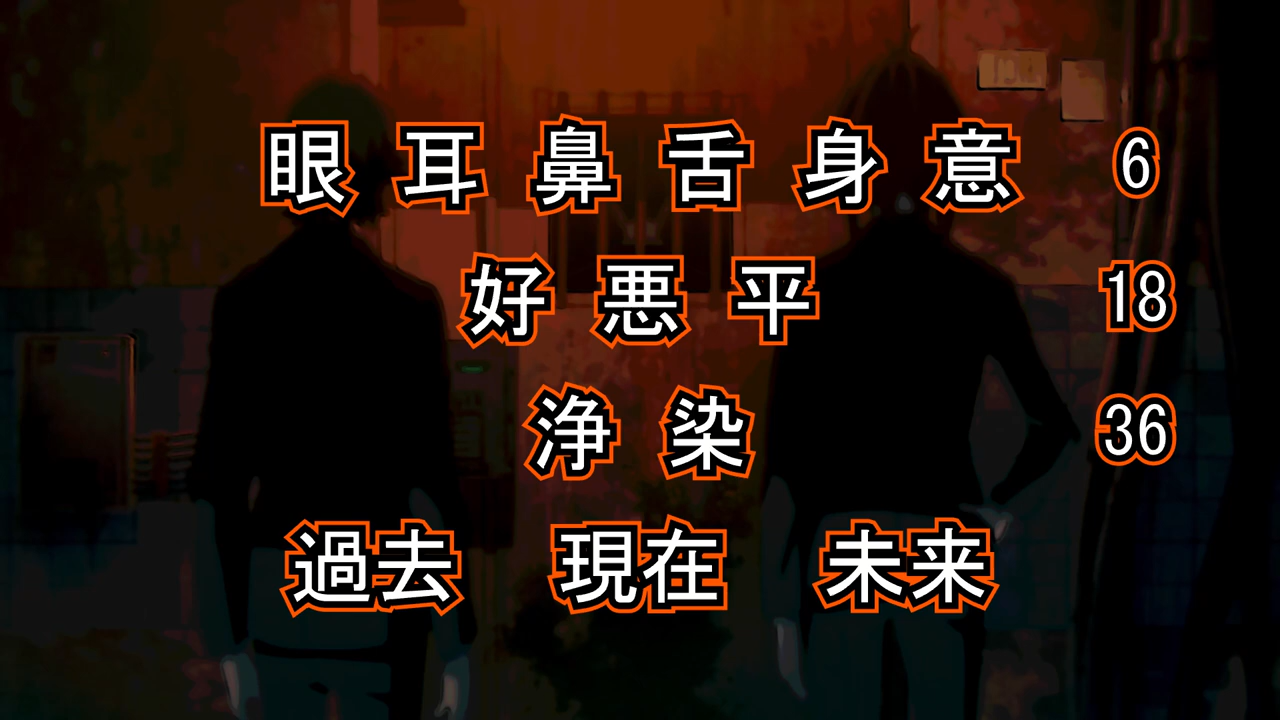 眼 耳 鼻 舌 身 意 6
好 悪 平 18
浄 染 36
過去 現在 未来